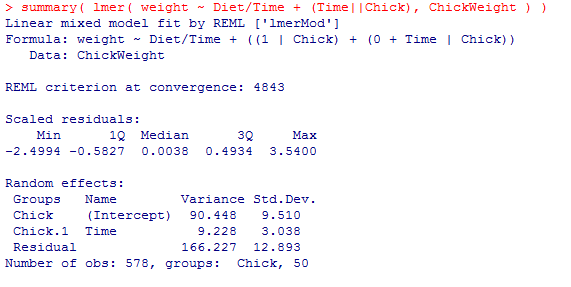 > summary( lmer( weight ~ Diet/Time + (Time||Chick), ChickWeight ) )
Linear mixed model fit by REML ['lmerMod']
Formula: weight ~ Diet/Time + ((1 | Chick) + (0 + Time | Chick))
   Data: ChickWeight
REML criterion at convergence: 4843
Scaled residuals:
    Min      1Q  Median      3Q     Max
-2.4994 -0.5827  0.0038  0.4934  3.5400
Random effects:
 Groups   Name        Variance Std.Dev.
 Chick    (Intercept)  90.448   9.510
 Chick.1  Time          9.228   3.038
 Residual             166.227  12.893
Number of obs: 578, groups:  Chick, 50